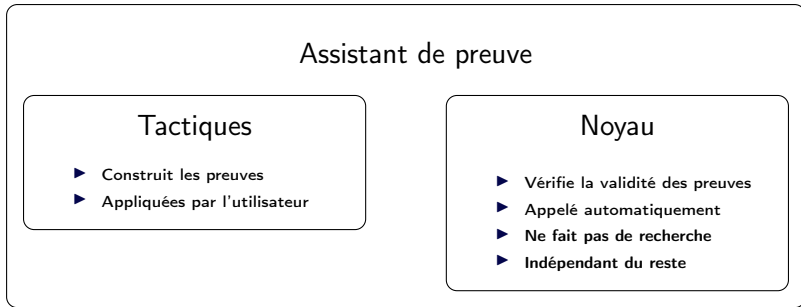 Assistant de preuve
Tactiques
Construit les preuves
Appliquées par l'utilisateur
Noyau
Vérifie la validité des preuves
Appelé automatiquement
Ne fait pas de recherche
Indépendant du reste